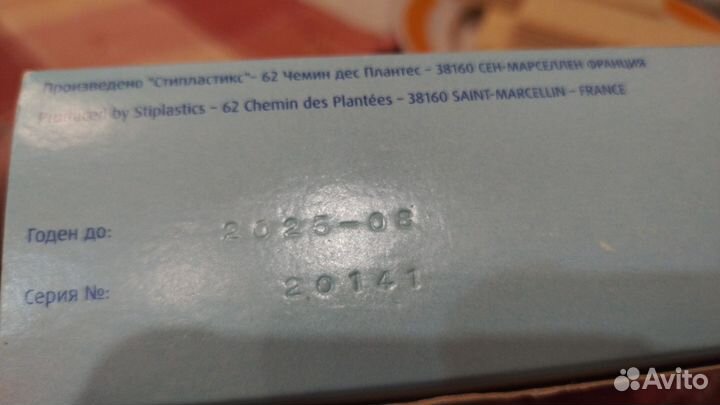 Произведено "Стипластикс"- 62 Чемин дес Плантес - 38160 СЕН-МАРСЕЛЛЕН ФРАНЦИЯ
Produced by Stiplastics - 62 Chemin des Plantées - 38160 SAINT-MARCELLIN - FRANCE
Годен до: 2025-08
Серия №: 20141
Avito